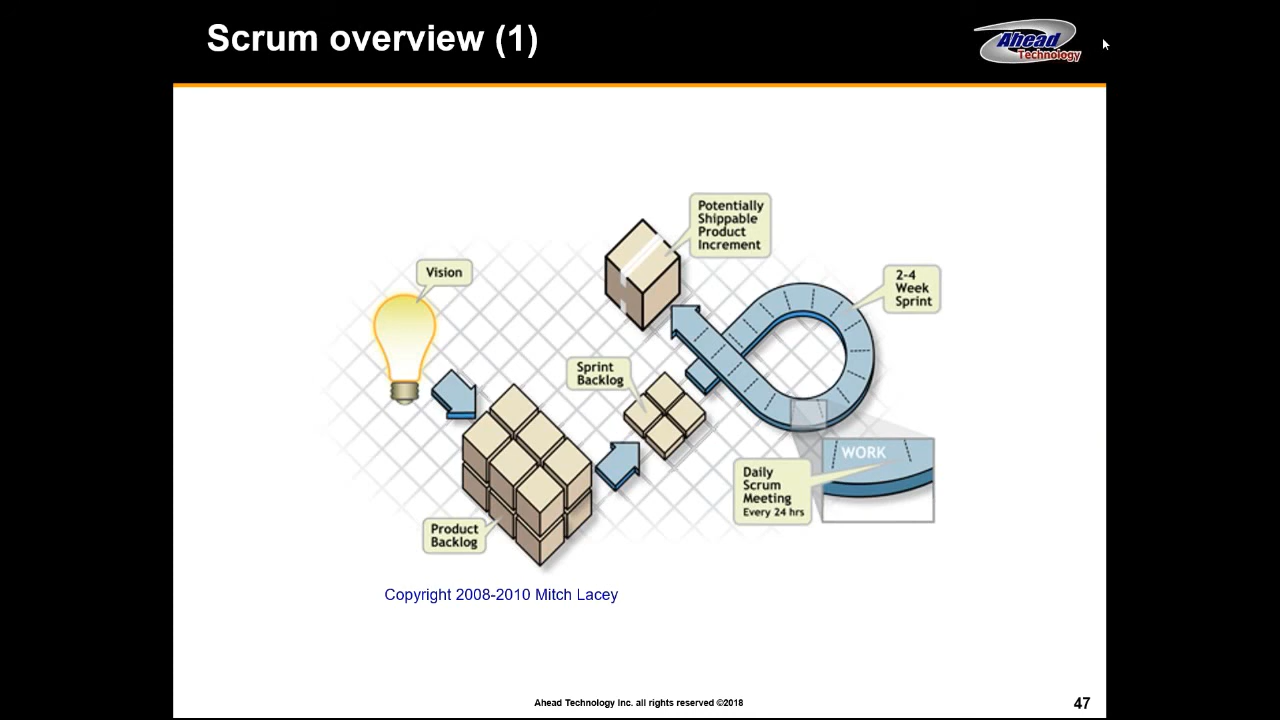 Scrum overview (1)
Ahead
Technology
Potentially
Shippable
Product
Increment
Vision
2-4
Week
Sprint
Sprint
Backlog
WORK
Daily
Scrum
Meeting
Every 24 hrs
Product
Backlog
Copyright 2008-2010 Mitch Lacey
Ahead Technology Inc. all rights reserved ©2018
47